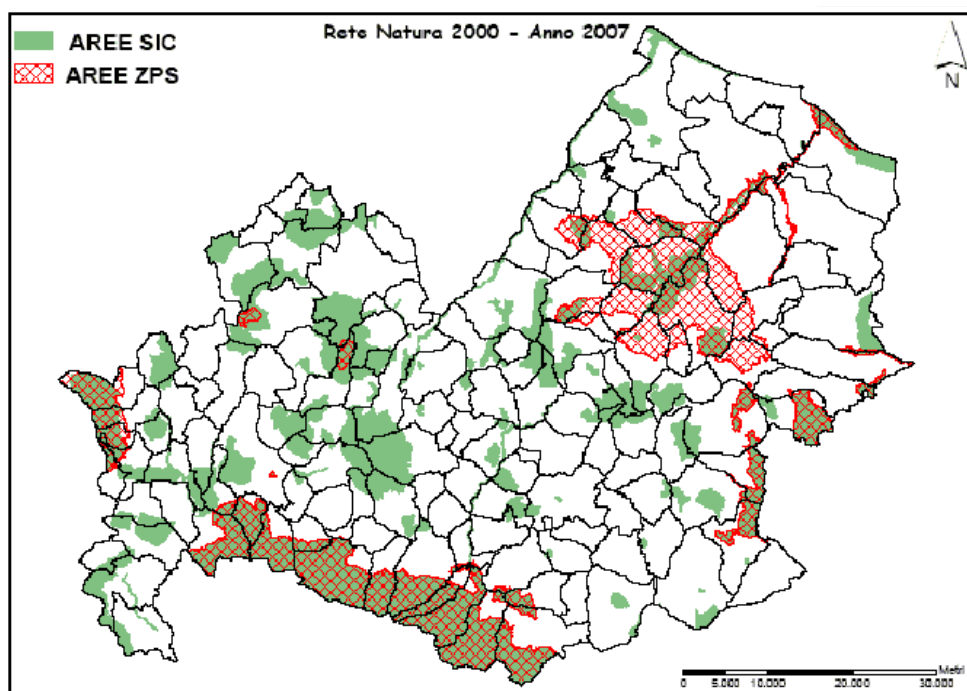 Rete Natura 2000 - Anno 2007
AREE SIC
AREE ZPS
N
Metri
0 5.000 10.000 20.000 30.000